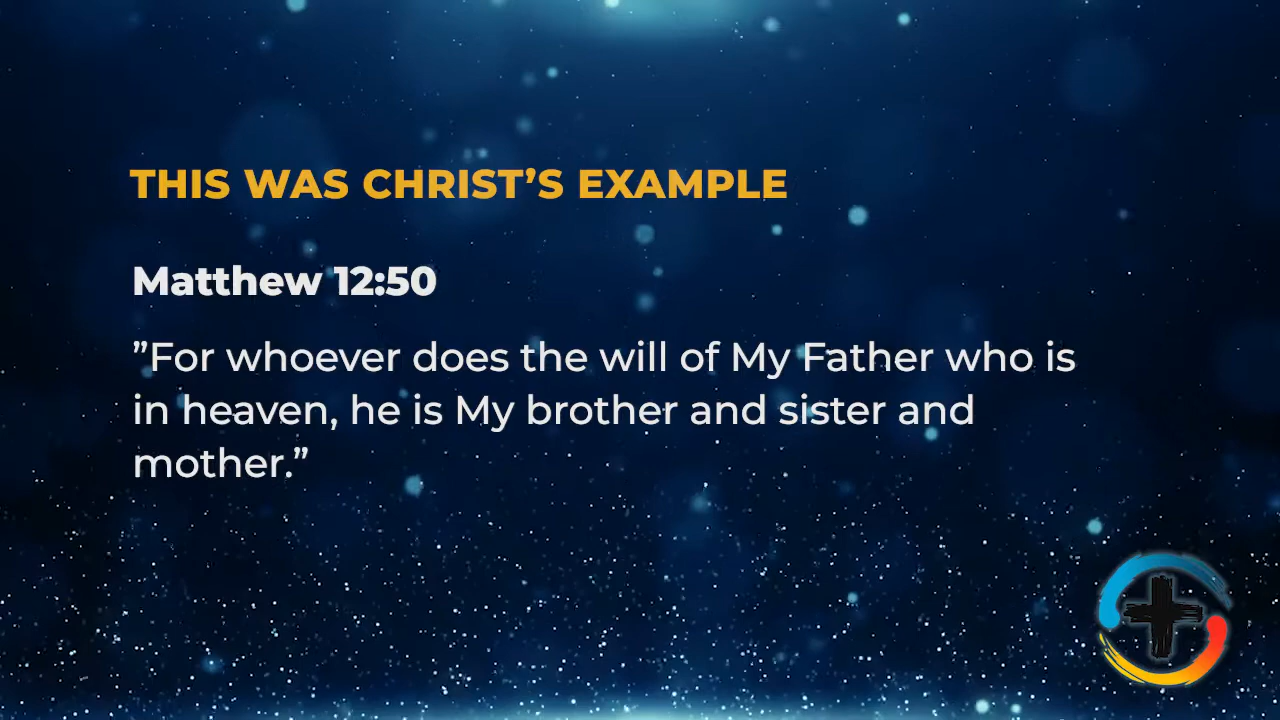 THIS WAS CHRIST’S EXAMPLE
Matthew 12:50
”For whoever does the will of My Father who is
in heaven, he is My brother and sister and
mother.”